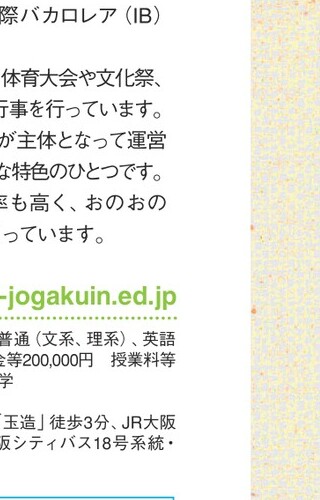 際バカロレア（IB）
体育大会や文化祭、
行事を行っています。
が主体となって運営
な特色のひとつです。
率も高く、おのおの
っています。
-jogakuin.ed.jp
普通（文系、理系）、英語
金等200,000円　授業料等
学
「玉造」徒歩3分、JR大阪
阪シティバス18号系統・